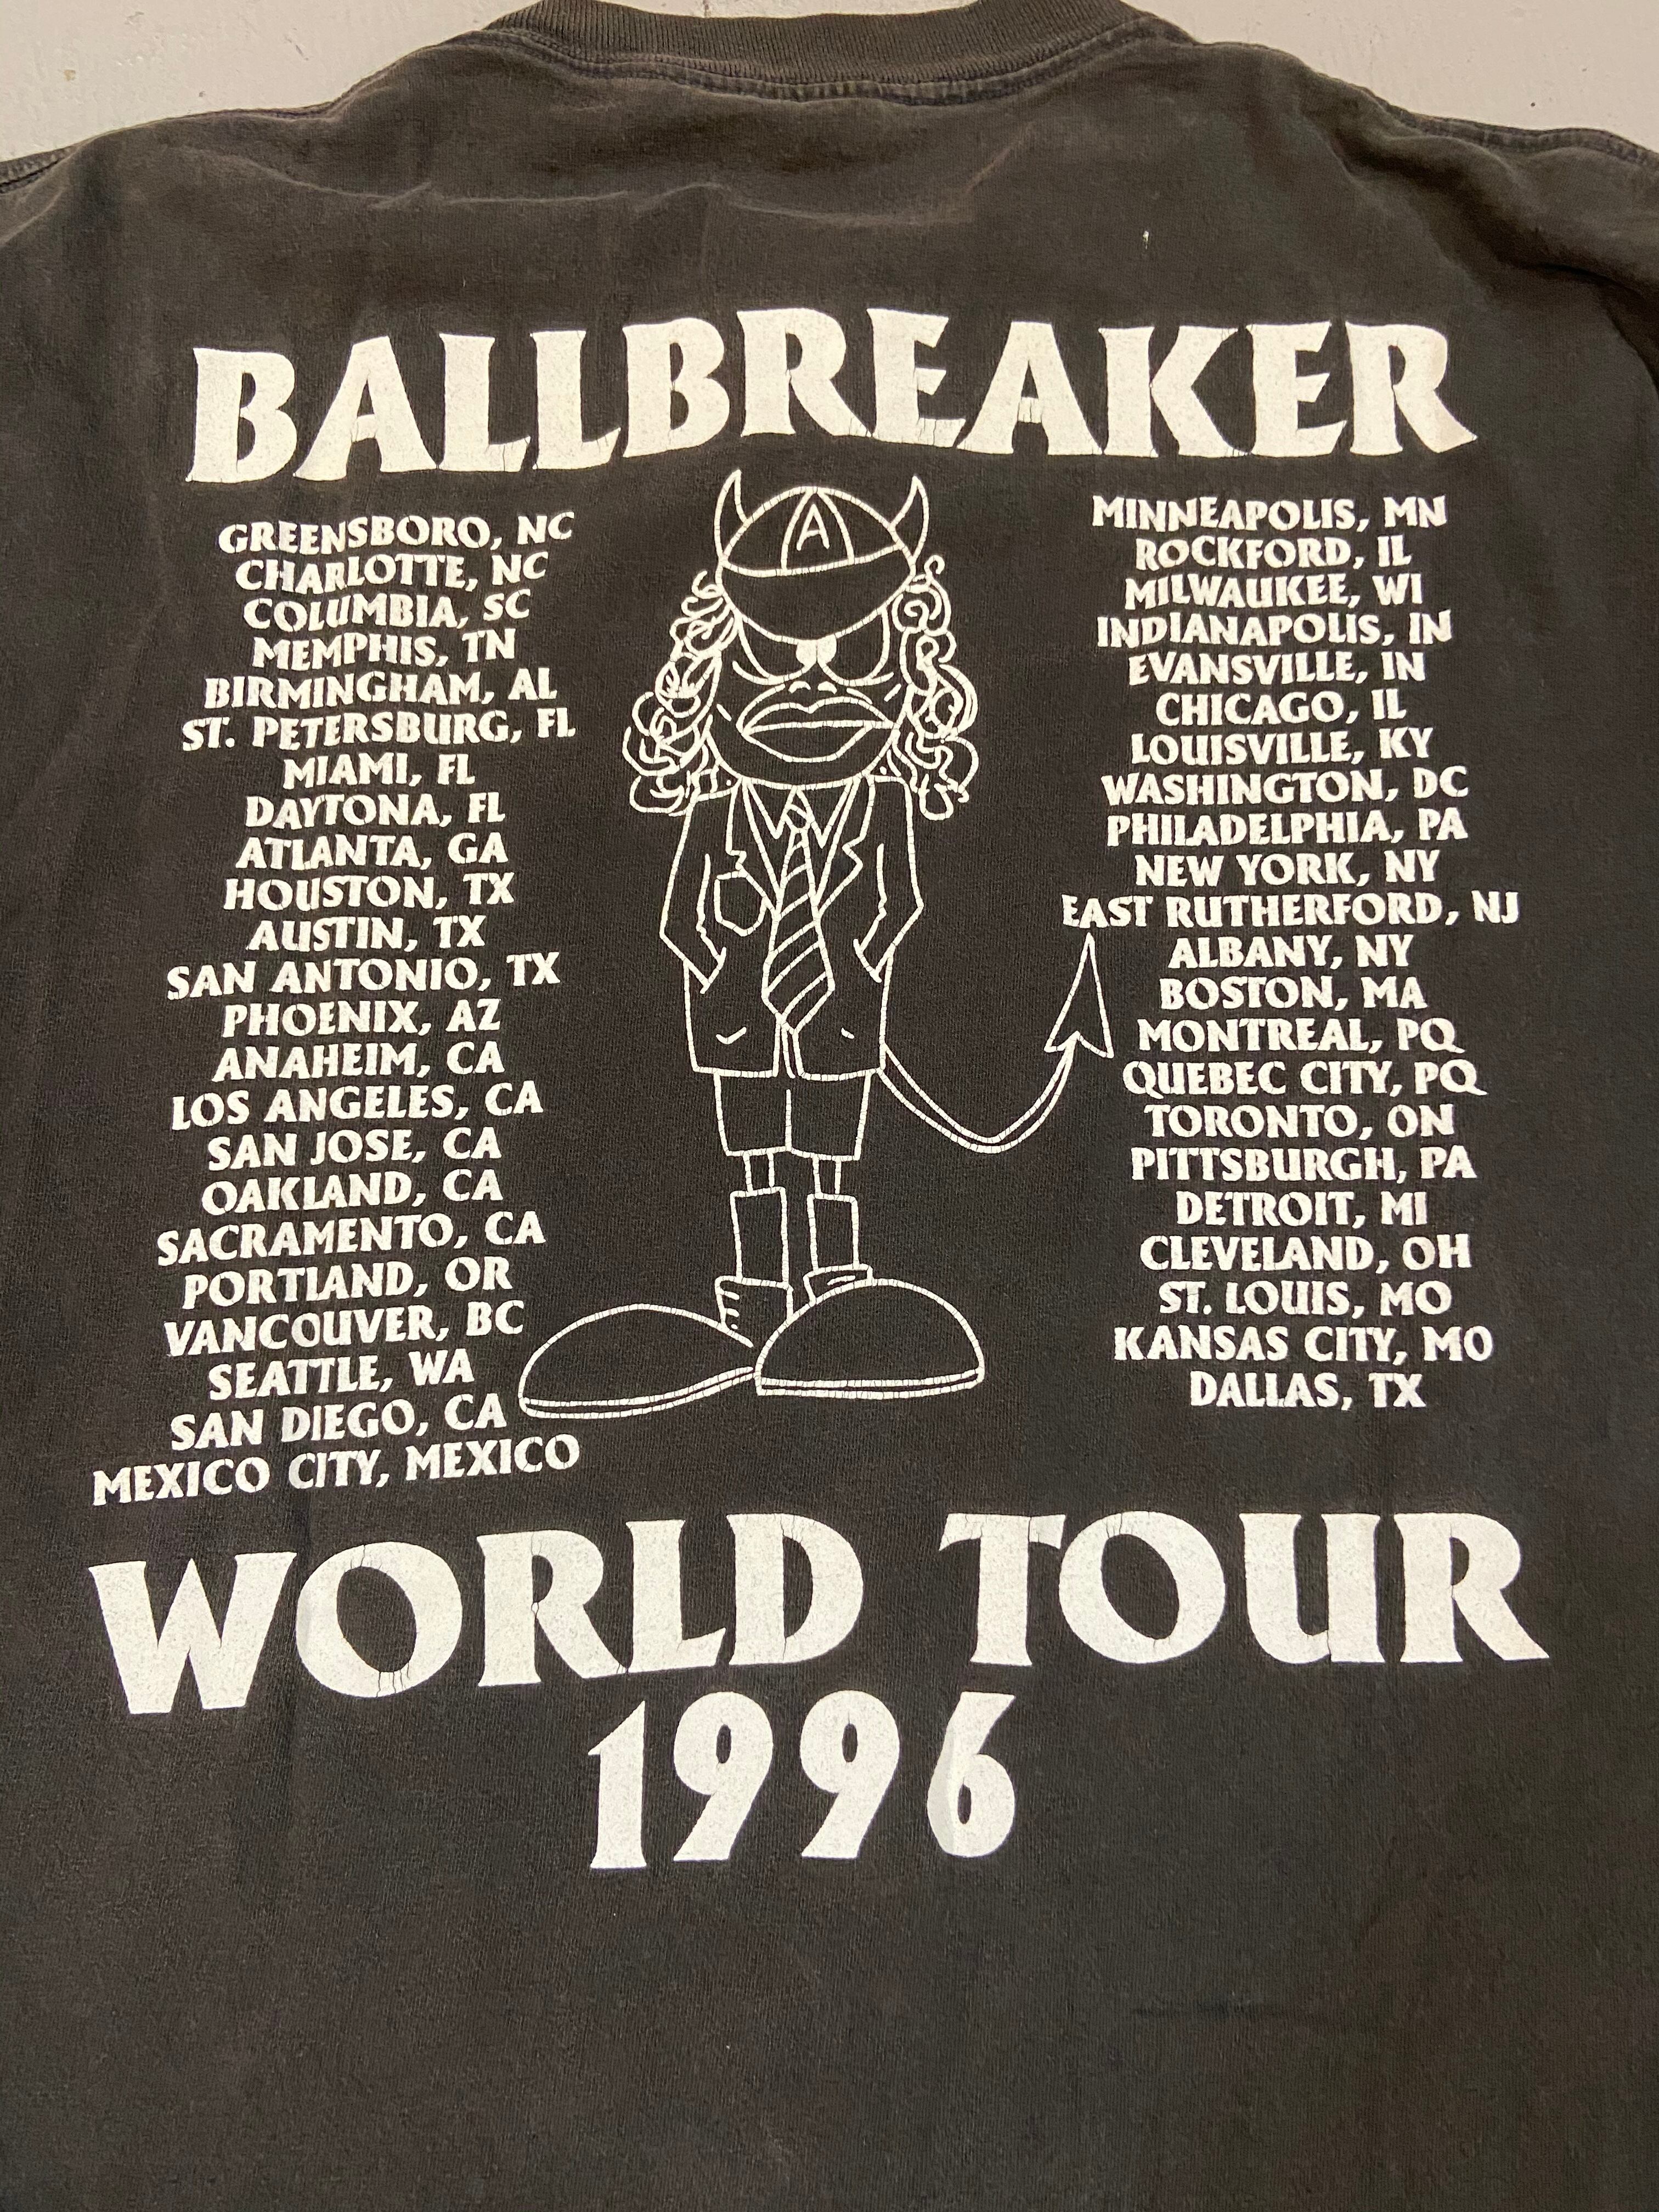 BALLBREAKER
GREENSBORO, NC
CHARLOTTE, NC
COLUMBIA, SC
MEMPHIS, TN
BIRMINGHAM, AL
ST. PETERSBURG, FL
MIAMI, FL
DAYTONA, FL
ATLANTA, GA
HOUSTON, TX
AUSTIN, TX
SAN ANTONIO, TX
PHOENIX, AZ
ANAHEIM, CA
LOS ANGELES, CA
SAN JOSE, CA
OAKLAND, CA
SACRAMENTO, CA
PORTLAND, OR
VANCOUVER, BC
SEATTLE, WA
SAN DIEGO, CA
MEXICO CITY, MEXICO
A
MINNEAPOLIS, MN
ROCKFORD, IL
MILWAUKEE, WI
INDIANAPOLIS, IN
EVANSVILLE, IN
CHICAGO, IL
LOUISVILLE, KY
WASHINGTON, DC
PHILADELPHIA, PA
NEW YORK, NY
EAST RUTHERFORD, NJ
ALBANY, NY
BOSTON, MA
MONTREAL, PQ
QUEBEC CITY, PQ
TORONTO, ON
PITTSBURGH, PA
DETROIT, MI
CLEVELAND, OH
ST. LOUIS, MO
KANSAS CITY, MO
DALLAS, TX
WORLD TOUR
1996